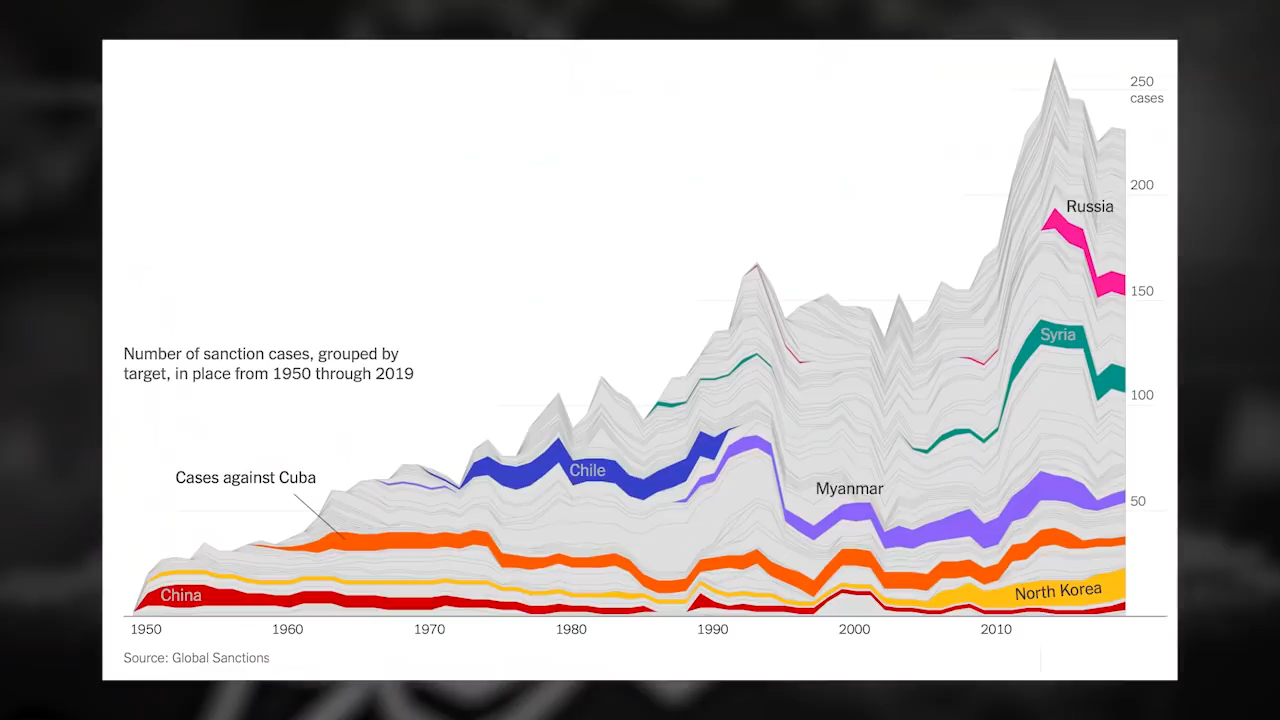 250
cases
200
Russia
150
Syria
Number of sanction cases, grouped by
target, in place from 1950 through 2019
100
Chile
Cases against Cuba
Myanmar
50
China
North Korea
1950 1960 1970 1980 1990 2000 2010
Source: Global Sanctions